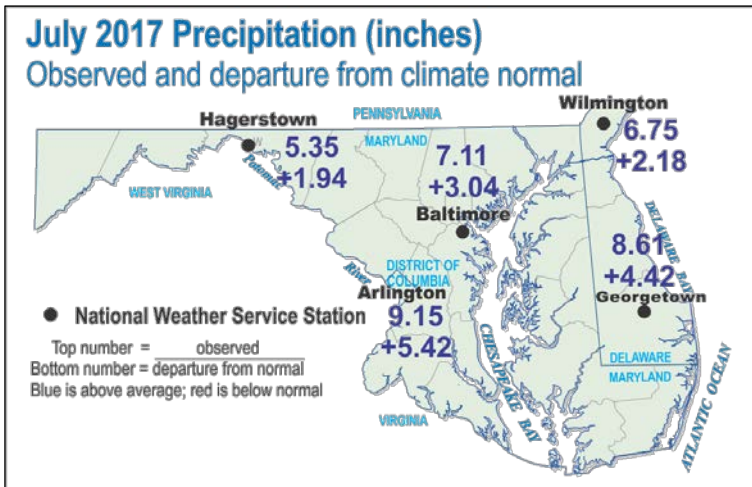 July 2017 Precipitation (inches)
Observed and departure from climate normal
Wilmington
6.75
+2.18
PENNSYLVANIA
Hagerstown
5.35
+1.94
MARYLAND
7.11
+3.04
Baltimore
WEST VIRGINIA
Potomac
River
DISTRICT OF
COLUMBIA
Arlington
9.15
+5.42
DELAWARE BAY
8.61
+4.42
Georgetown
National Weather Service Station
Top number = observed
Bottom number = departure from normal
Blue is above average; red is below normal
CHESAPEAKE BAY
DELAWARE
MARYLAND
VIRGINIA
ATLANTIC OCEAN